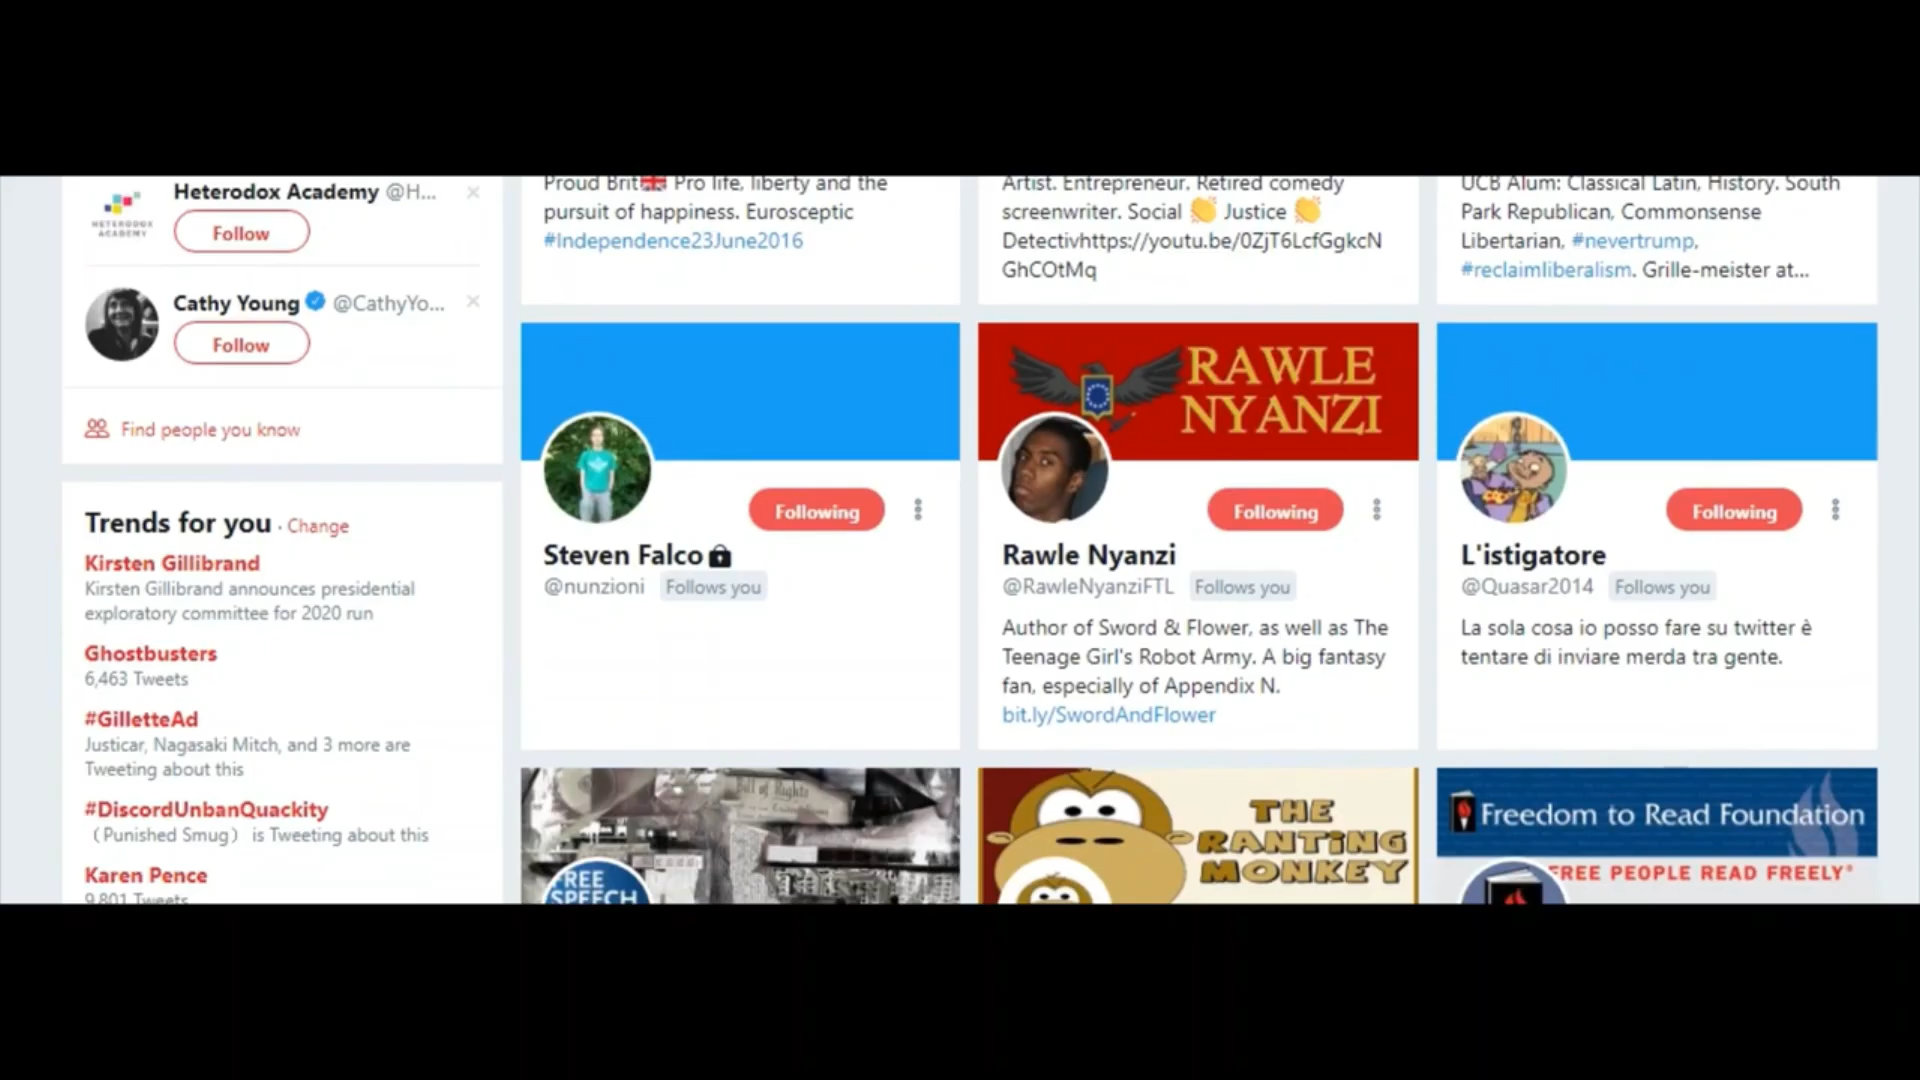 Heterodox Academy @H...
HETERODOX
ACADEMY
Follow
Cathy Young @CathyYo...
Follow
Find people you know
Trends for you · Change
Kirsten Gillibrand
Kirsten Gillibrand announces presidential
exploratory committee for 2020 run
Ghostbusters
6,463 Tweets
#GilletteAd
Justicar, Nagasaki Mitch, and 3 more are
Tweeting about this
#DiscordUnbanQuackity
（Punished Smug） is Tweeting about this
Karen Pence
9,801 Tweets
Proud Brit🇬🇧 Pro life, liberty and the
pursuit of happiness. Eurosceptic
#Independence23June2016
Artist. Entrepreneur. Retired comedy
screenwriter. Social 👏 Justice 👏
Detectivhttps://youtu.be/0ZjT6LcfGgkcN
GhCOtMq
UCB Alum: Classical Latin, History. South
Park Republican, Commonsense
Libertarian, #nevertrump,
#reclaimliberalism. Grille-meister at...
Following
Steven Falco
@nunzioni Follows you
RAWLE
NYANZI
Following
Rawle Nyanzi
@RawleNyanziFTL Follows you
Author of Sword & Flower, as well as The
Teenage Girl's Robot Army. A big fantasy
fan, especially of Appendix N.
bit.ly/SwordAndFlower
Following
L'istigatore
@Quasar2014 Follows you
La sola cosa io posso fare su twitter è
tentare di inviare merda tra gente.
Bill of Rights
FREE
SPEECH
THE
RANTING
MONKEY
Freedom to Read Foundation
FREE PEOPLE READ FREELY®